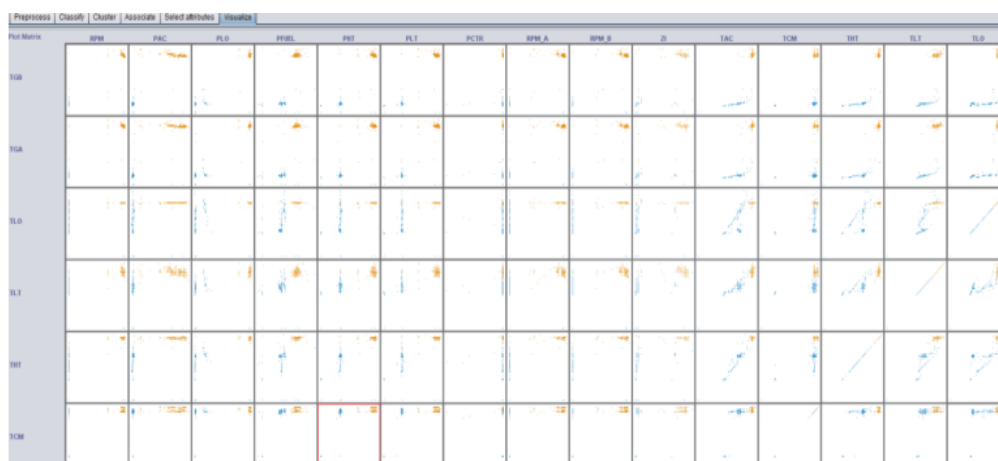 Preprocess Classify Cluster Associate Select attributes Visualize
Plot Matrix RPM PAC PLO PFUEL PHT PLT PCTR RPM_A RPM_B ZI TAC TCM THT TLT TLO
TGB
TGA
TLO
TLT
THT
TCM